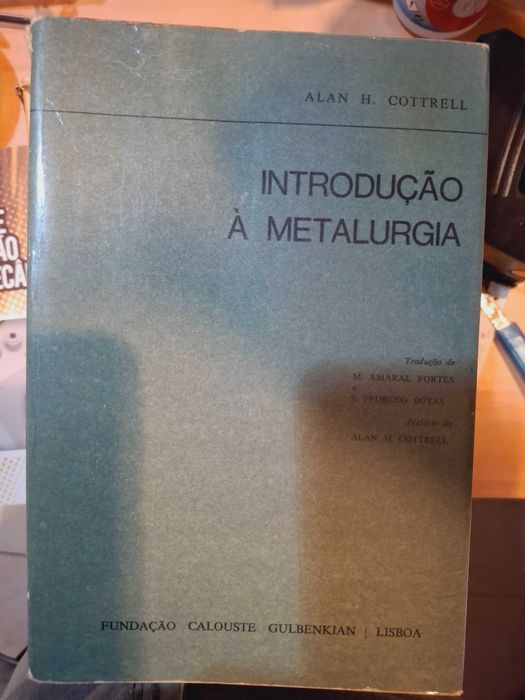 ALAN H. COTTRELL
INTRODUÇÃO
À METALURGIA
Tradução de
M. AMARAL FORTES
e
Z. PEDROSO BOTAS
Prefácio de
ALAN H. COTTRELL
FUNDAÇÃO CALOUSTE GULBENKIAN | LISBOA